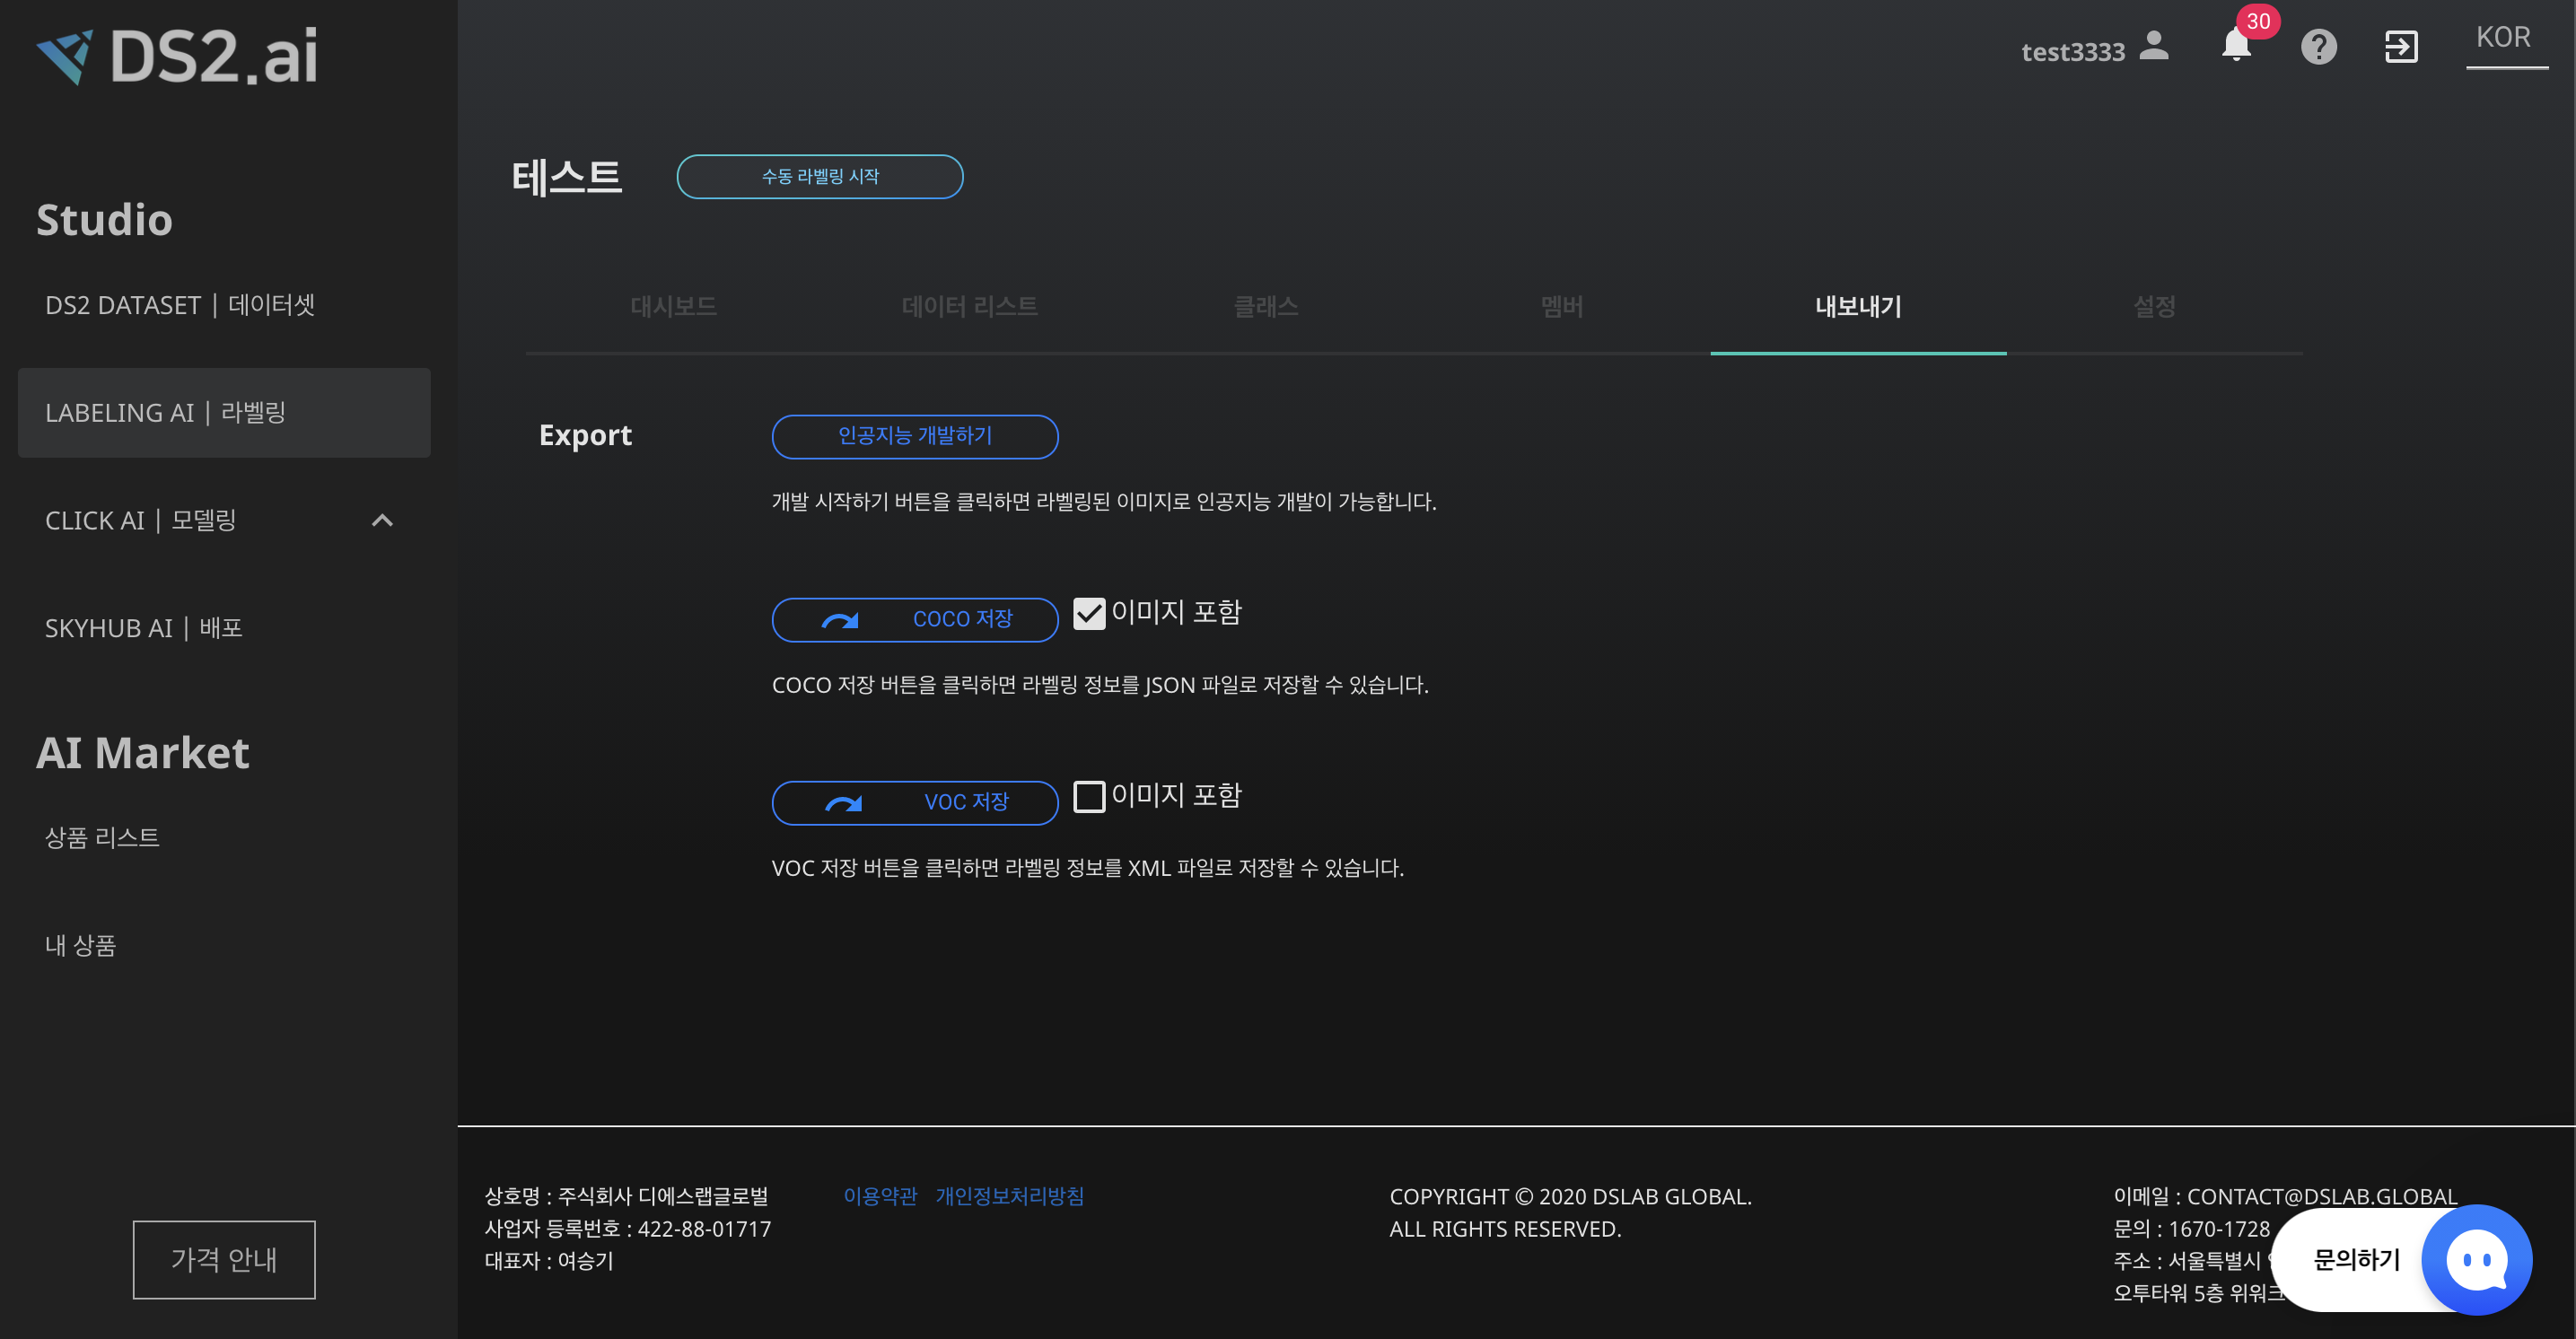 DS2.ai
test3333
30
KOR
Studio
DS2 DATASET | 데이터셋
LABELING AI | 라벨링
CLICK AI | 모델링
SKYHUB AI | 배포
AI Market
상품 리스트
내 상품
가격 안내
테스트
수동 라벨링 시작
대시보드
데이터 리스트
클래스
멤버
내보내기
설정
Export
인공지능 개발하기
개발 시작하기 버튼을 클릭하면 라벨링된 이미지로 인공지능 개발이 가능합니다.
COCO 저장
이미지 포함
COCO 저장 버튼을 클릭하면 라벨링 정보를 JSON 파일로 저장할 수 있습니다.
VOC 저장
이미지 포함
VOC 저장 버튼을 클릭하면 라벨링 정보를 XML 파일로 저장할 수 있습니다.
상호명 : 주식회사 디에스랩글로벌
사업자 등록번호 : 422-88-01717
대표자 : 여승기
이용약관
개인정보처리방침
COPYRIGHT © 2020 DSLAB GLOBAL.
ALL RIGHTS RESERVED.
이메일 : CONTACT@DSLAB.GLOBAL
문의 : 1670-1728
주소 : 서울특별시
오투타워 5층 위워크
문의하기